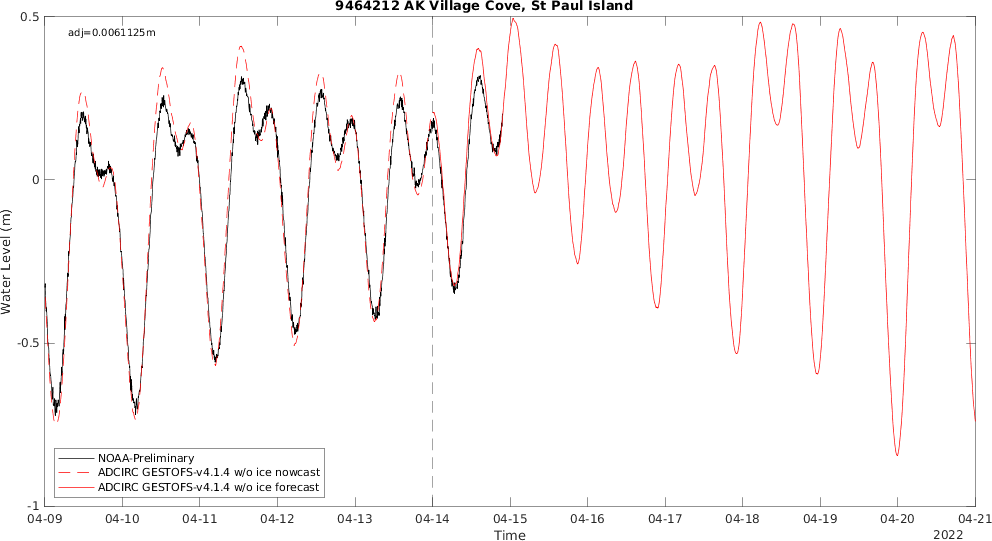 9464212 AK Village Cove, St Paul Island
adj=0.0061125m
0.5
0
-0.5
-1
Water Level (m)
NOAA-Preliminary
ADCIRC GESTOFS-v4.1.4 w/o ice nowcast
ADCIRC GESTOFS-v4.1.4 w/o ice forecast
04-09 04-10 04-11 04-12 04-13 04-14 04-15 04-16 04-17 04-18 04-19 04-20 04-21
Time
2022